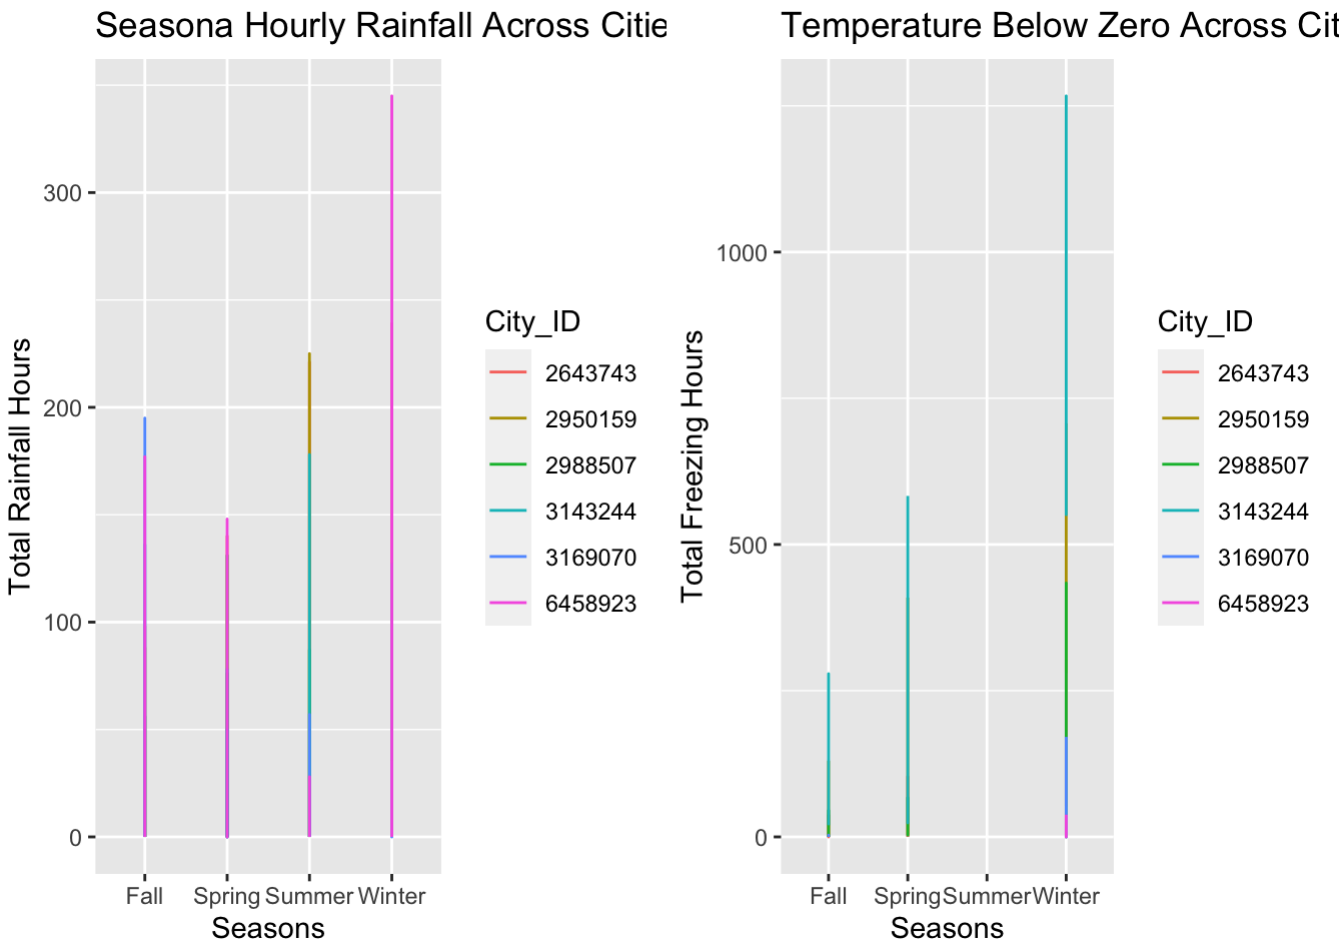 Seasona Hourly Rainfall Across Citie
Total Rainfall Hours
300
200
100
0
Fall Spring Summer Winter
Seasons
City_ID
2643743
2950159
2988507
3143244
3169070
6458923
Temperature Below Zero Across Cit
Total Freezing Hours
1000
500
0
Fall Spring Summer Winter
Seasons
City_ID
2643743
2950159
2988507
3143244
3169070
6458923